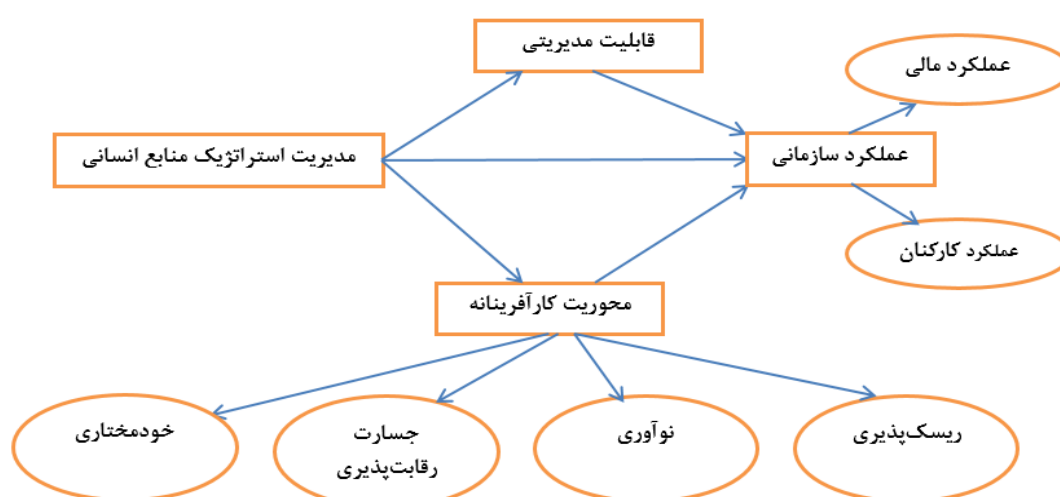 قابلیت مدیریتی
عملکرد مالی
مدیریت استراتژیک منابع انسانی
عملکرد سازمانی
عملکرد کارکنان
محوریت کارآفرینانه
ریسک‌پذیری
نوآوری
جسارت
رقابت‌پذیری
خودمختاری